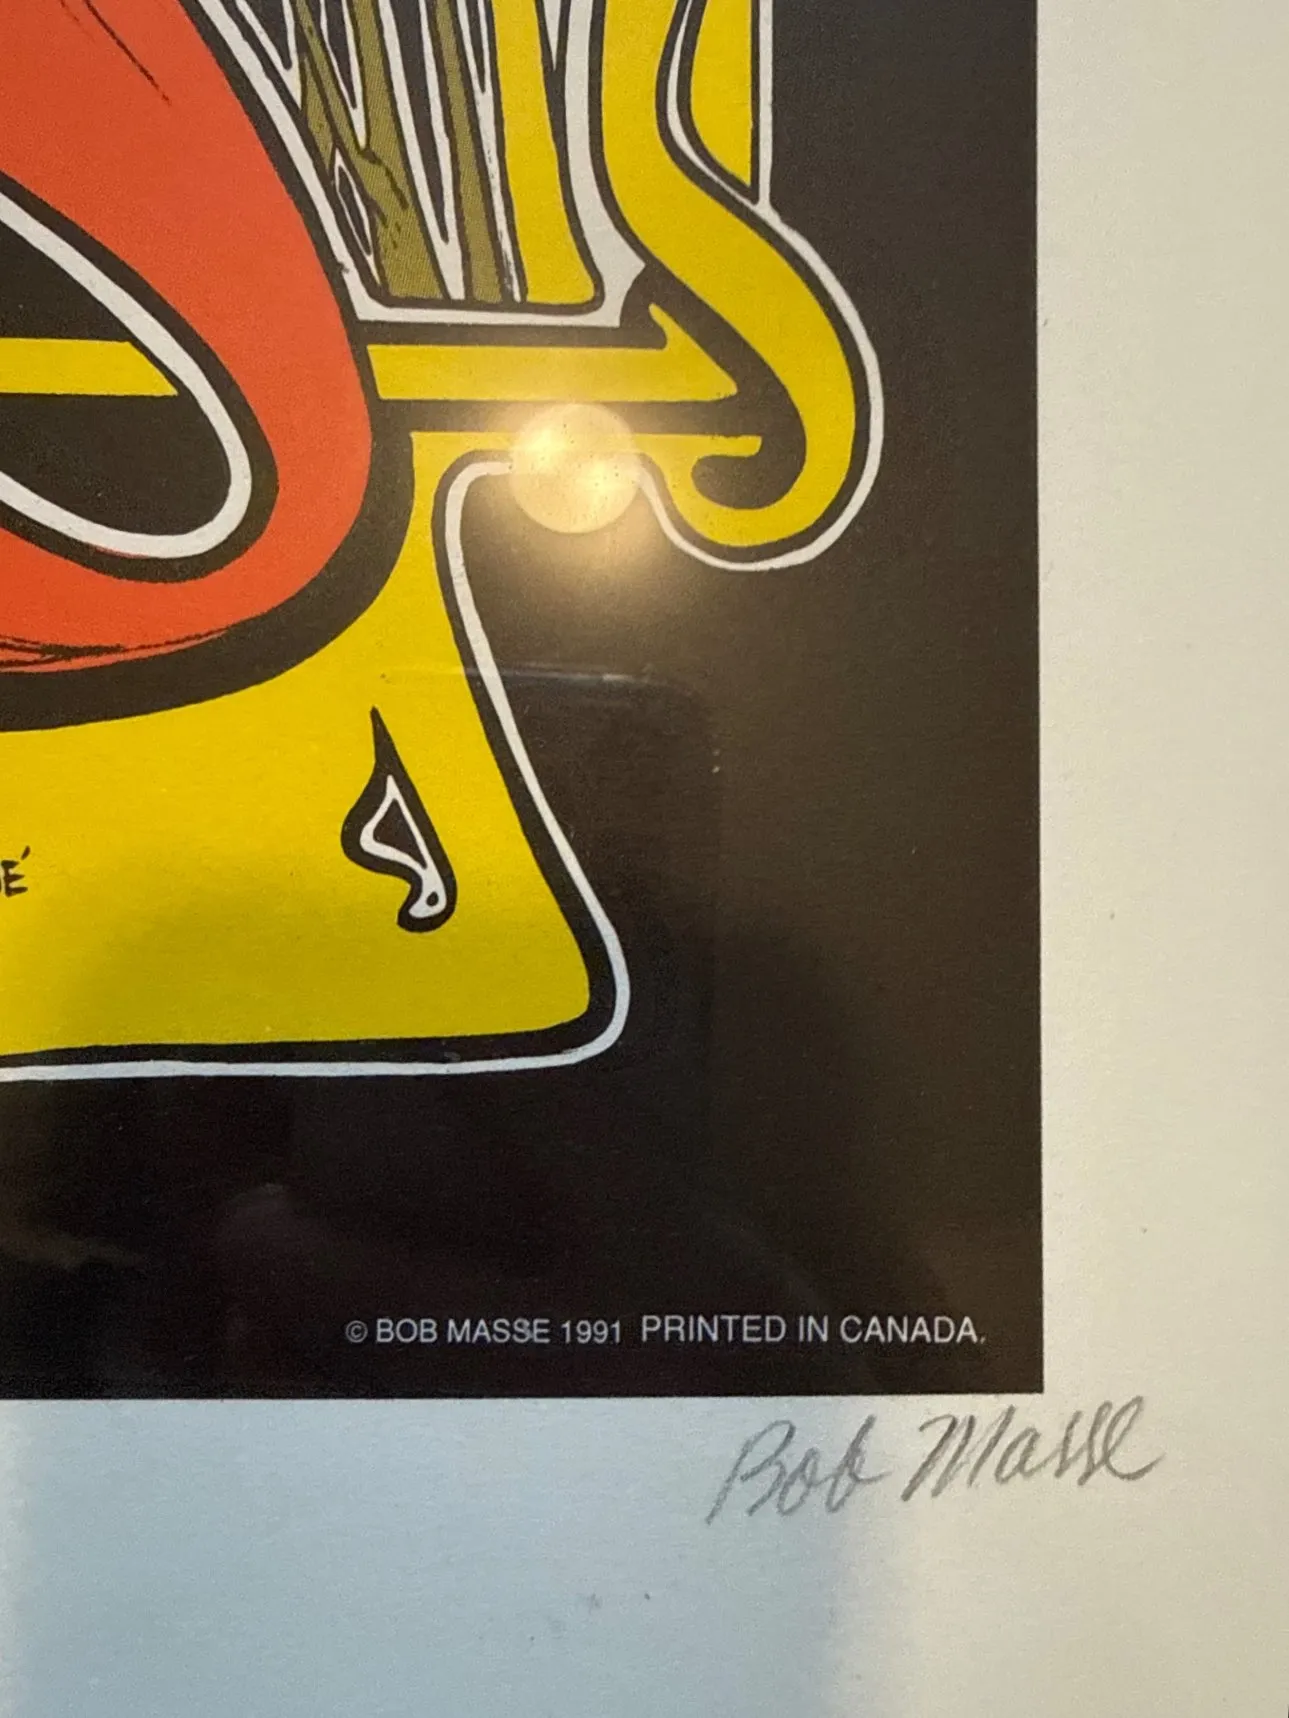 © BOB MASSE 1991 PRINTED IN CANADA.
Bob Masse